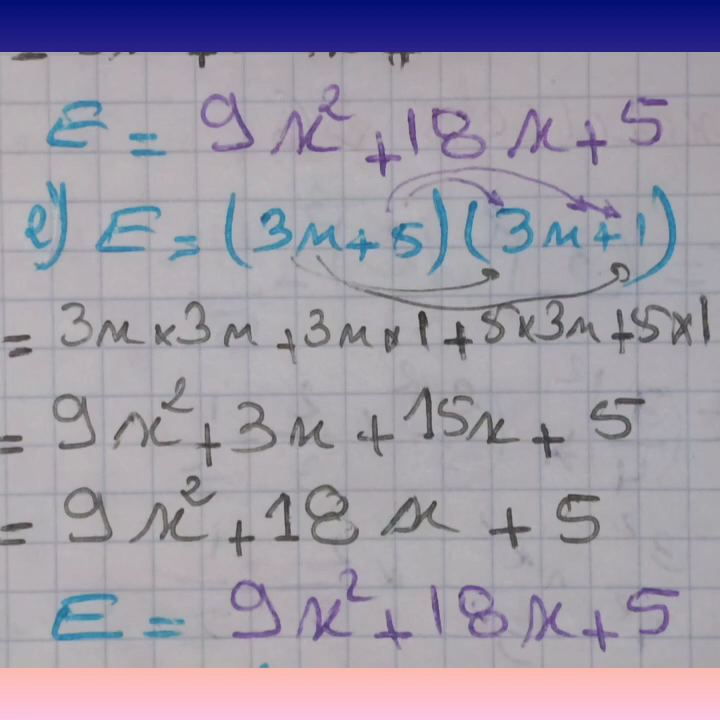 E = 9x²+18x+5
e) E = (3x+5)(3x+1)
= 3x×3x+3x×1+5×3x+5×1
= 9x²+3x+15x+5
= 9x²+18x+5
E = 9x²+18x+5